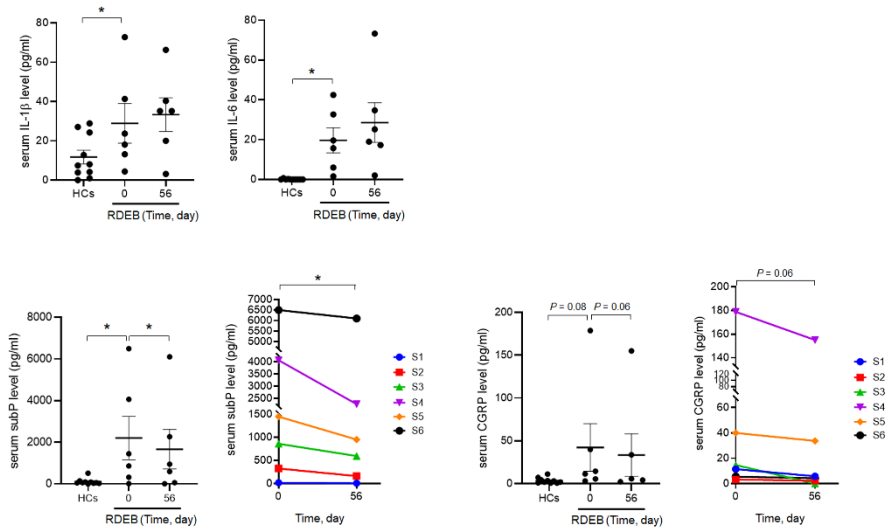 *
80
60
40
20
0
serum IL-1β level (pg/ml)
HCs
0
56
RDEB (Time, day)
*
80
60
40
20
0
serum IL-6 level (pg/ml)
HCs
0
56
RDEB (Time, day)
*
*
8000
6000
4000
2000
0
serum subP level (pg/ml)
HCs
0
56
RDEB (Time, day)
*
7000
6500
6000
5500
5000
4500
4000
3500
3000
2500
1500
1000
500
0
serum subP level (pg/ml)
0
56
Time, day)
S1
S2
S3
S4
S5
S6
P = 0.08
P = 0.06
200
150
100
50
0
serum CGRP level (pg/ml)
HCs
0
56
RDEB (Time, day)
P = 0.06
200
180
160
140
120
100
80
60
40
20
0
serum CGRP level (pg/ml)
0
56
Time, day)
S1
S2
S3
S4
S5
S6